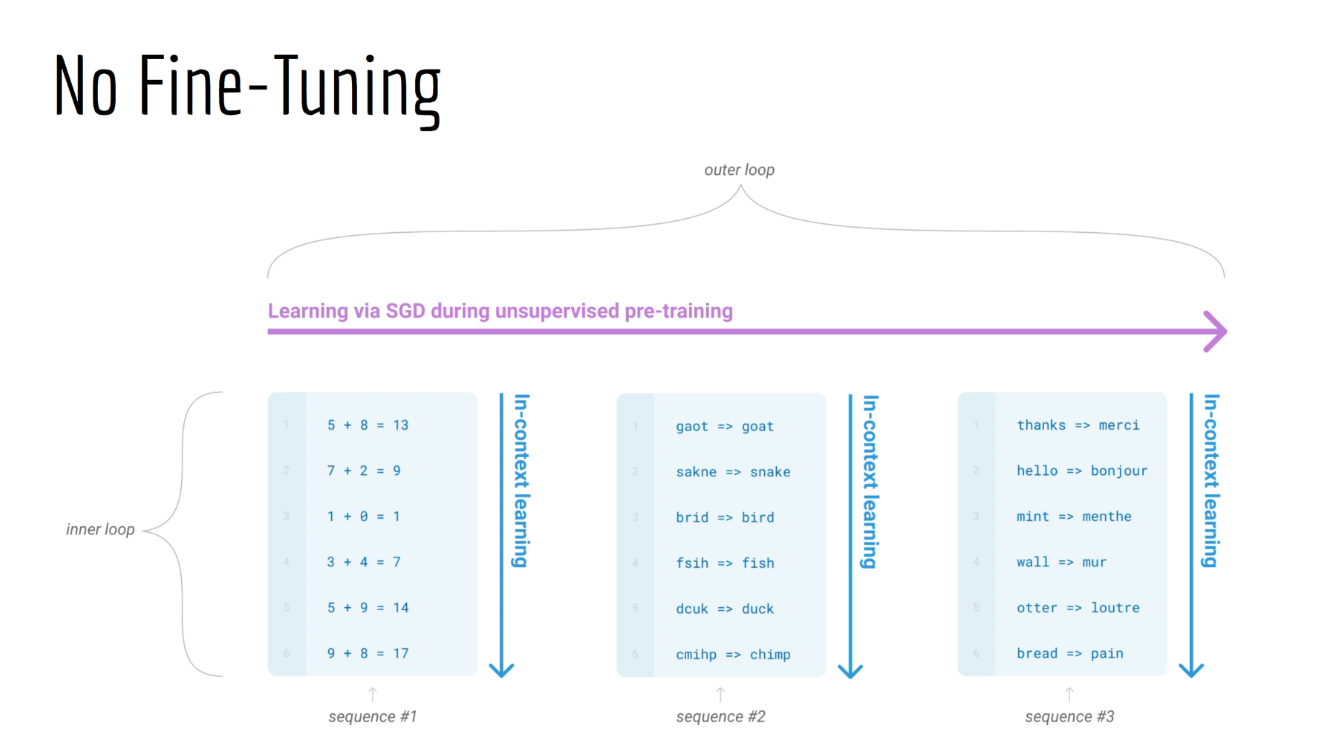 No Fine-Tuning
outer loop
Learning via SGD during unsupervised pre-training
inner loop
1 5 + 8 = 13
2 7 + 2 = 9
3 1 + 0 = 1
4 3 + 4 = 7
5 5 + 9 = 14
6 9 + 8 = 17
In-context learning
sequence #1
1 gaot => goat
2 sakne => snake
3 brid => bird
4 fsih => fish
5 dcuk => duck
6 cmihp => chimp
In-context learning
sequence #2
1 thanks => merci
2 hello => bonjour
3 mint => menthe
4 wall => mur
5 otter => loutre
6 bread => pain
In-context learning
sequence #3